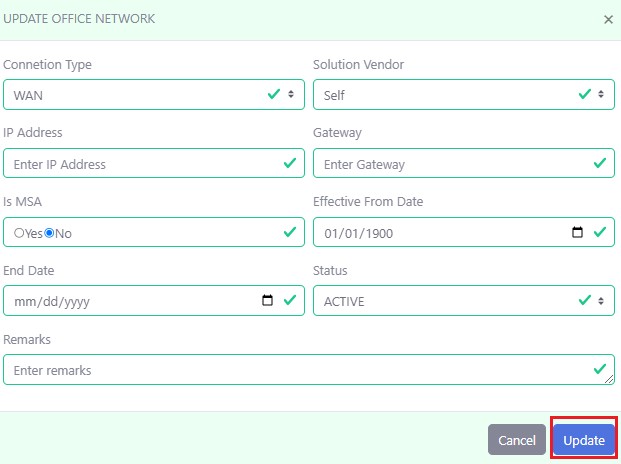 UPDATE OFFICE NETWORK ×
Connetion Type Solution Vendor
WAN Self
IP Address Gateway
Enter IP Address Enter Gateway
Is MSA Effective From Date
Yes No 01/01/1900
End Date Status
mm/dd/yyyy ACTIVE
Remarks
Enter remarks
Cancel Update